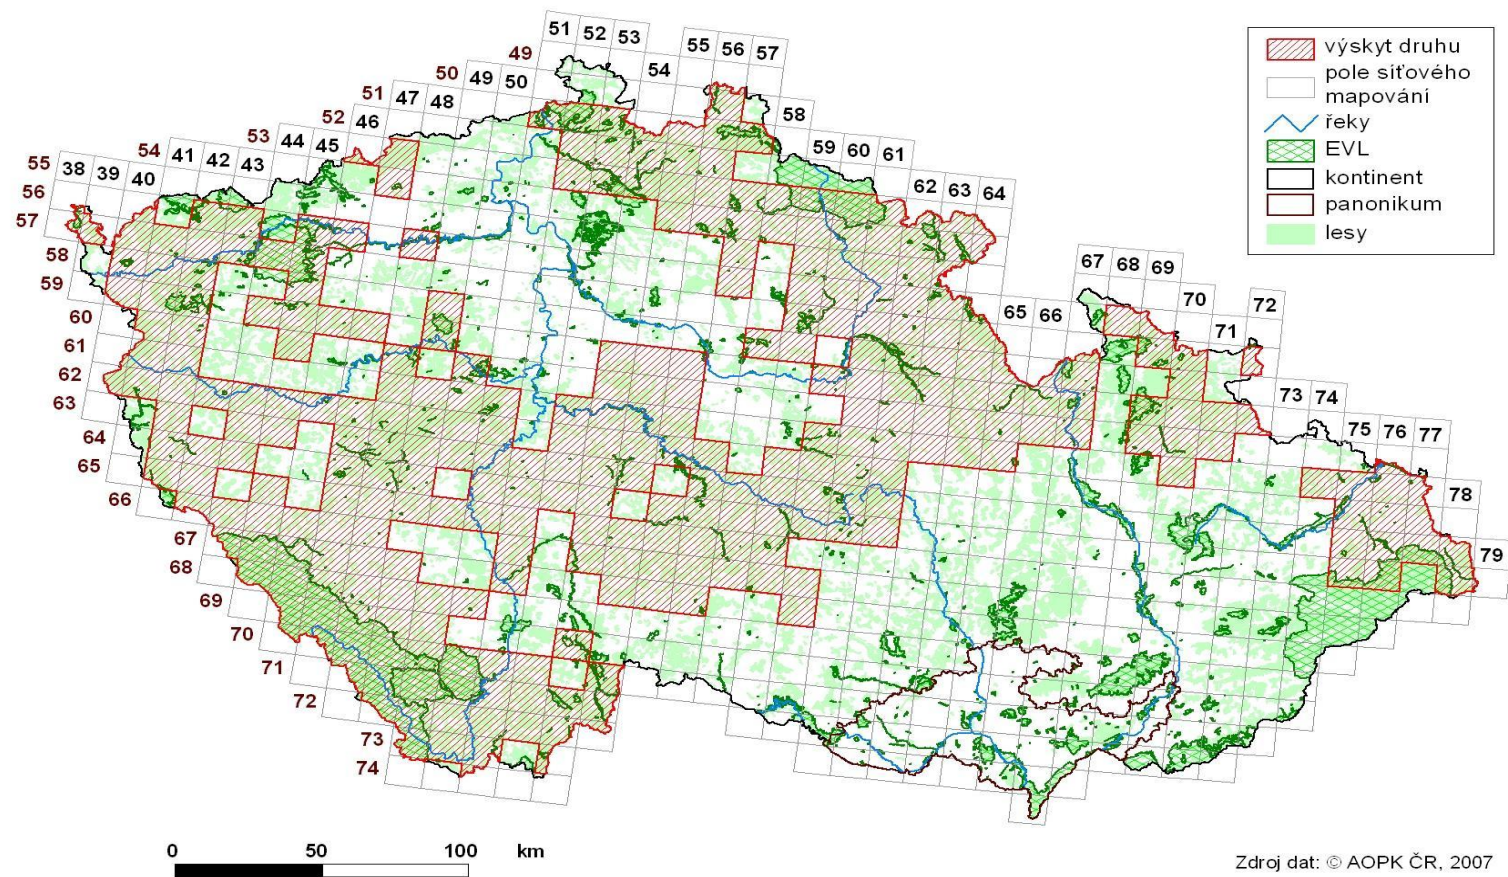 51 52 53
55 56 57
49
54
50
49 50
51
47 48
58
52
46
53
44 45
59 60 61
54
41 42 43
62 63 64
55
38 39 40
56
57
58
59
60
61
62
63
64
65
66
67
68
69
70
71
72
73
74
65 66
67 68 69
70
71
72
73 74
75 76 77
78
79
výskyt druhu
pole síťového
mapování
řeky
EVL
kontinent
panonikum
lesy
0 50 100 km
Zdroj dat: © AOPK ČR, 2007